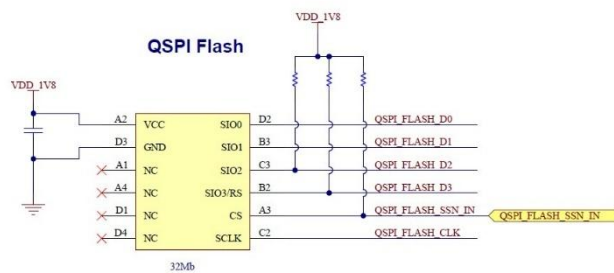 VDD_1V8
QSPI Flash
VDD_1V8
A2 VCC SIO0 D2 QSPI_FLASH_D0
D3 GND SIO1 B3 QSPI_FLASH_D1
A1 NC SIO2 C3 QSPI_FLASH_D2
A4 NC SIO3/RS B2 QSPI_FLASH_D3
D1 NC CS A3 QSPI_FLASH_SSN_IN QSPI_FLASH_SSN_IN
D4 NC SCLK C2 QSPI_FLASH_CLK
32Mb